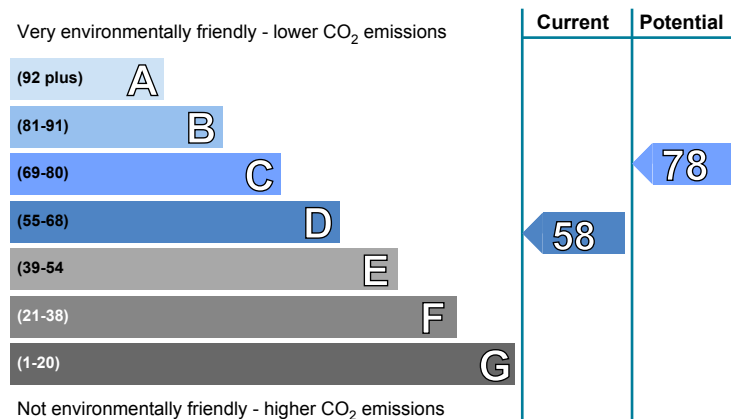 Current Potential
Very environmentally friendly - lower CO₂ emissions
(92 plus) A
(81-91) B
(69-80) C
78
(55-68) D
58
(39-54 E
(21-38) F
(1-20) G
Not environmentally friendly - higher CO₂ emissions